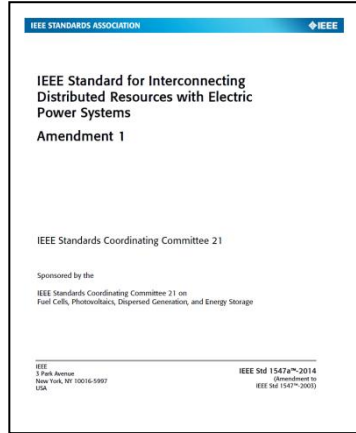 IEEE STANDARDS ASSOCIATION
IEEE
IEEE Standard for Interconnecting
Distributed Resources with Electric
Power Systems
Amendment 1
IEEE Standards Coordinating Committee 21
Sponsored by the
IEEE Standards Coordinating Committee 21 on
Fuel Cells, Photovoltaics, Dispersed Generation, and Energy Storage
IEEE
3 Park Avenue
New York, NY 10016-5997
USA
IEEE Std 1547a™-2014
(Amendment to
IEEE Std 1547™-2003)